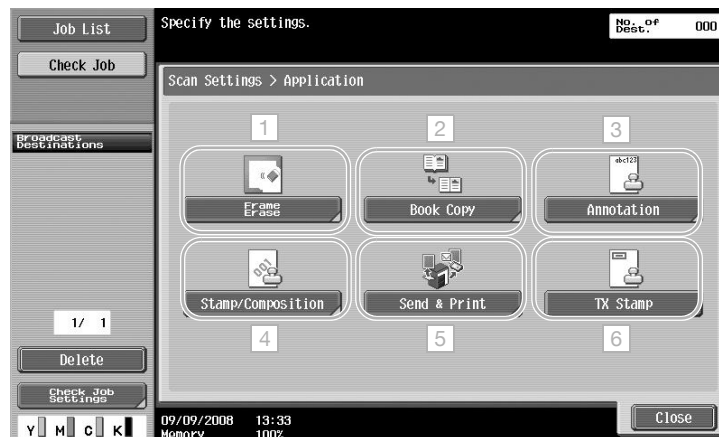 Job List
Specify the settings.
No. of
Dest.
000
Check Job
Scan Settings > Application
Broadcast
Destinations
1
2
3
abc123
Frame
Erase
Book Copy
Annotation
001
Stamp/Composition
Send & Print
TX Stamp
4
5
6
1/ 1
Delete
Check Job
Settings
Y M C K
09/09/2008 13:33
Memory 100%
Close